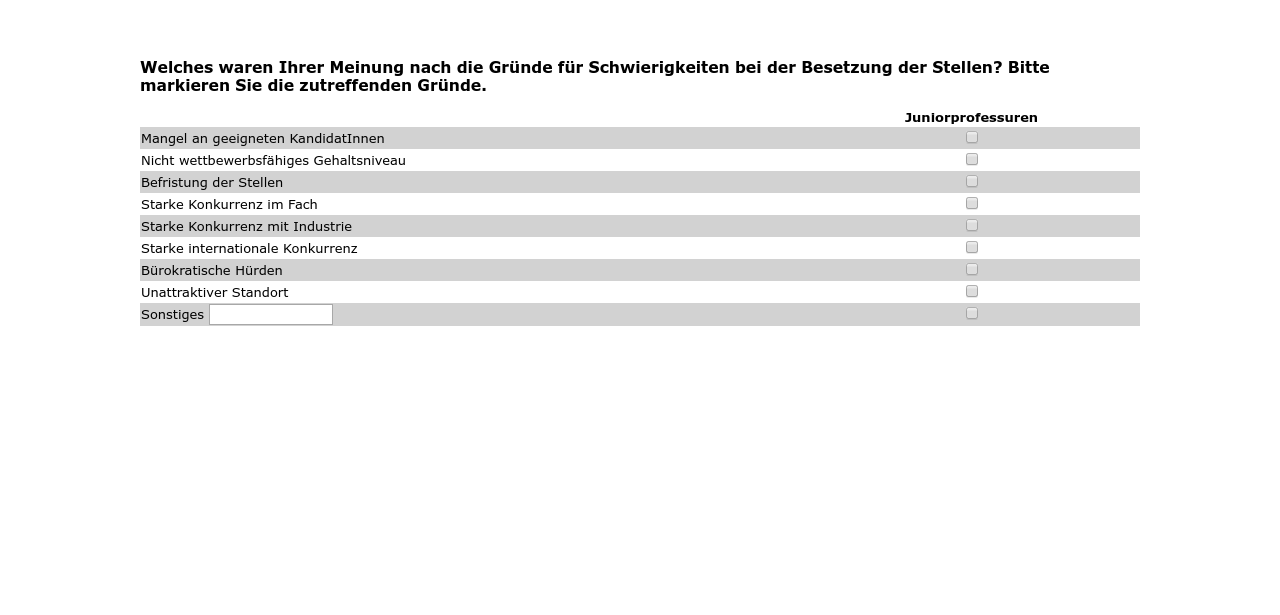 Welches waren Ihrer Meinung nach die Gründe für Schwierigkeiten bei der Besetzung der Stellen? Bitte
markieren Sie die zutreffenden Gründe.
Juniorprofessuren
Mangel an geeigneten KandidatInnen
Nicht wettbewerbsfähiges Gehaltsniveau
Befristung der Stellen
Starke Konkurrenz im Fach
Starke Konkurrenz mit Industrie
Starke internationale Konkurrenz
Bürokratische Hürden
Unattraktiver Standort
Sonstiges